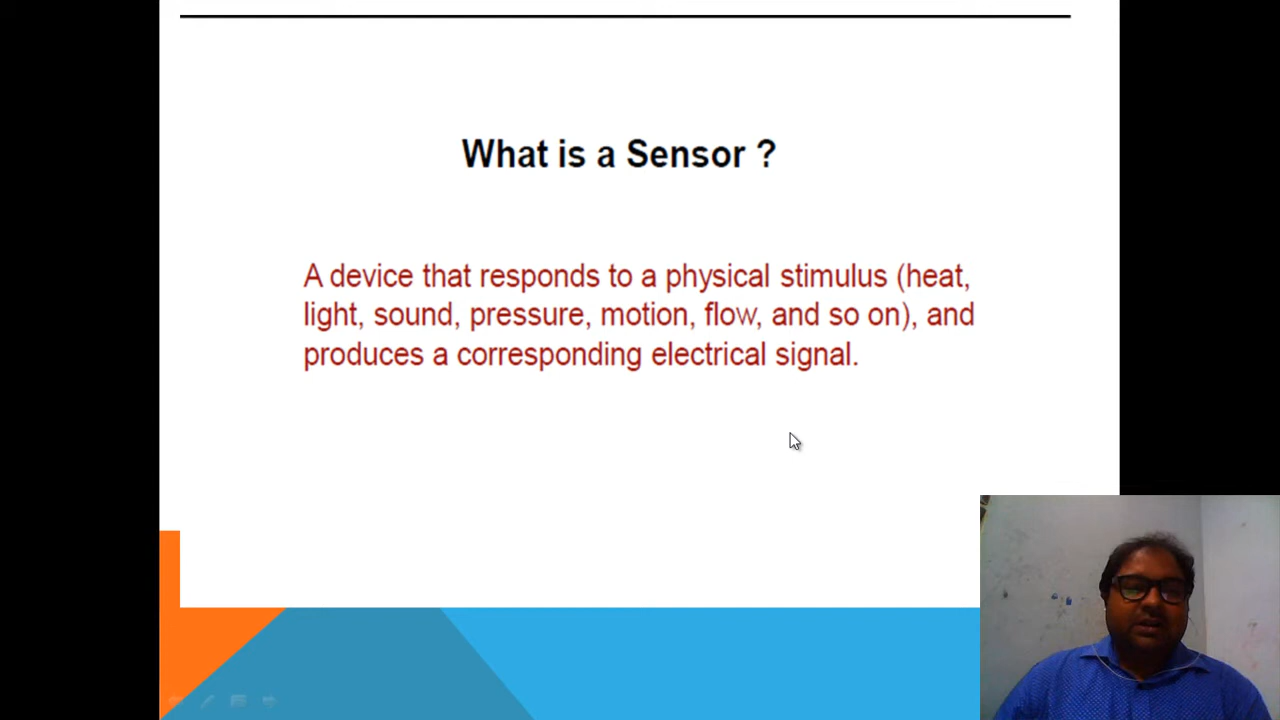 What is a Sensor ?
A device that responds to a physical stimulus (heat,
light, sound, pressure, motion, flow, and so on), and
produces a corresponding electrical signal.